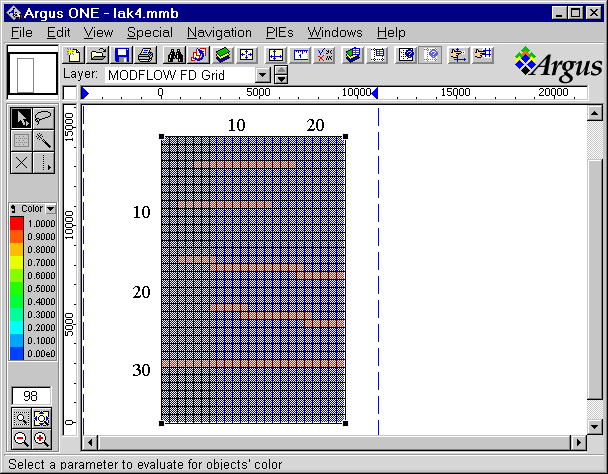 Argus ONE - lak4.mmb
File Edit View Special Navigation PIEs Windows Help
Layer: MODFLOW FD Grid
Argus
0 5000 10000 15000 20000
10 20
15000
10
10000
Color
1.0000
0.9000
0.8000
0.7000
0.6000
0.5000
0.4000
0.3000
0.2000
0.1000
0.00e0
20
5000
30
98
0
Select a parameter to evaluate for objects' color